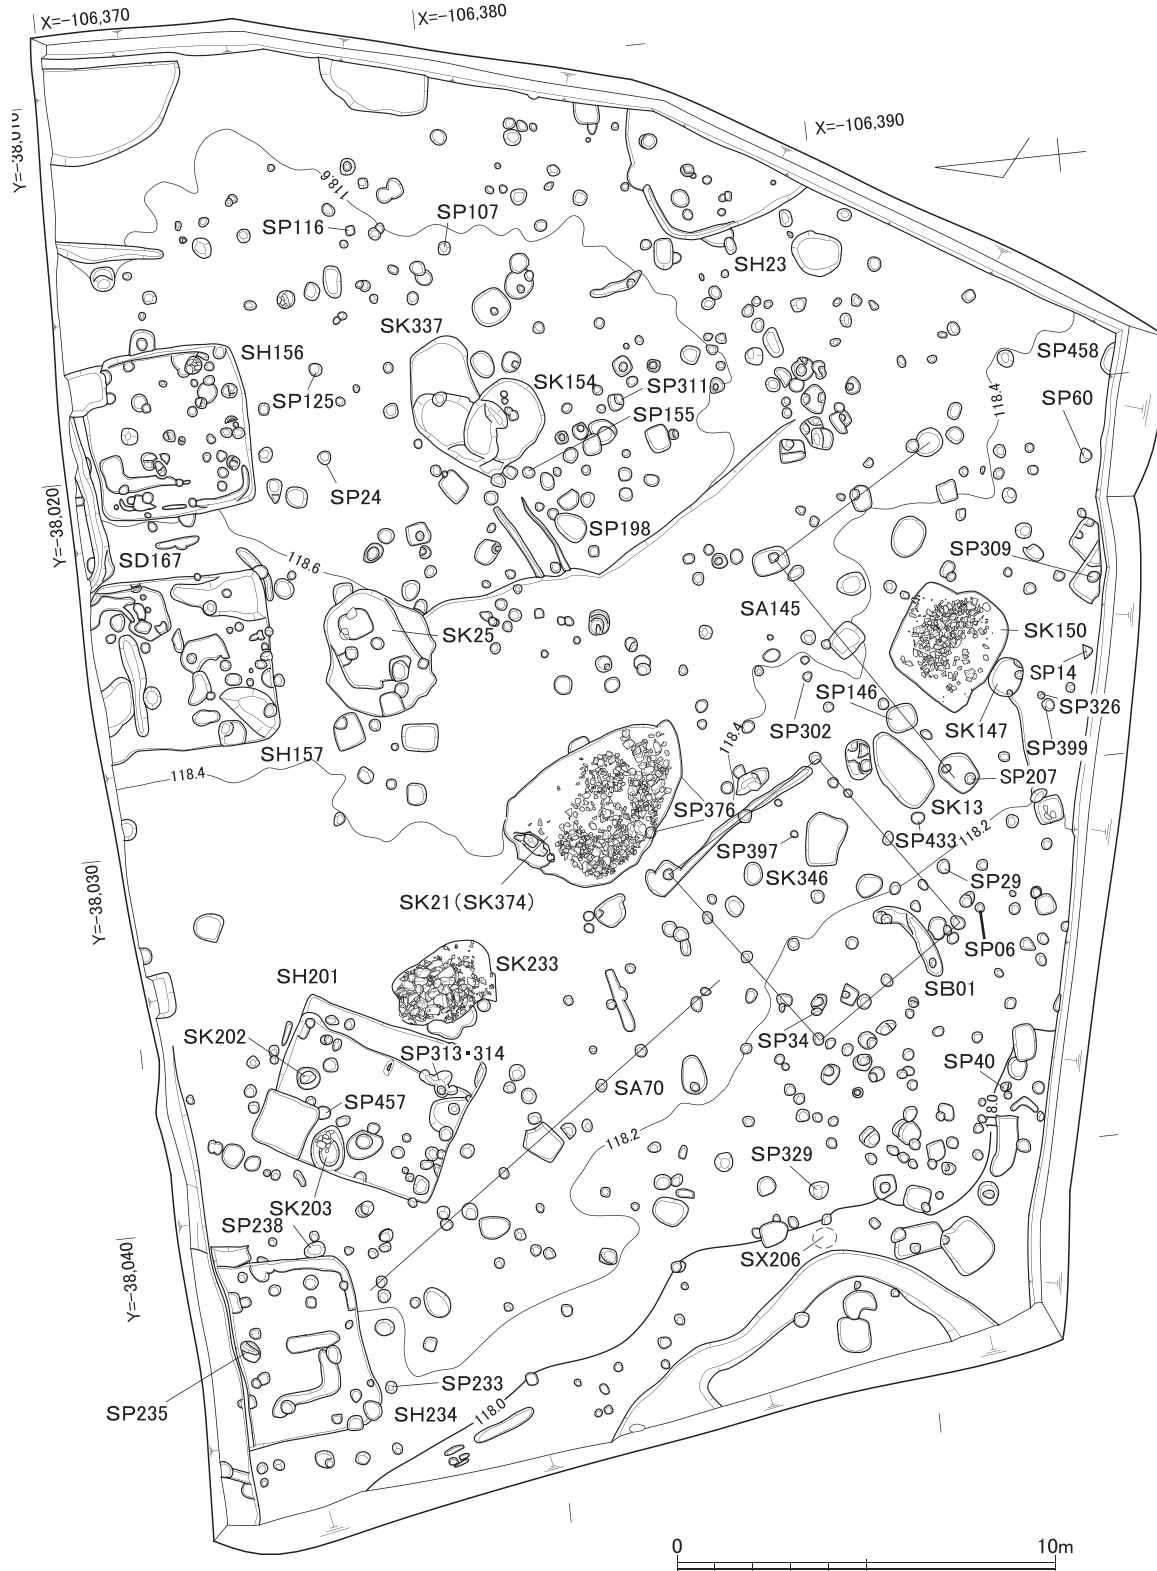 X=-106,370
X=-106,380
X=-106,390
Y=-38,010
118.6
SP107
SP116
SH23
SK337
SH156
SP458
SK154
SP311
SP60
SP125
118.4
SP155
SP24
SP198
Y=-38,020
SD167
118.6
SP309
SA145
SK25
SK150
SP14
SP146
SP326
SP302
SK147
SP399
118.4
SH157
118.4
SP207
SP376
SK13
SP433
118.2
SP397
SK346
SP29
Y=-38,030
SK21(SK374)
SP06
SK233
SH201
SB01
SK202
SP34
SP313・314
SP40
SA70
SP457
118.0
118.2
SP329
SK203
SP238
SX206
Y=-38,040
SP233
SP235
SH234
118.0
0 10m